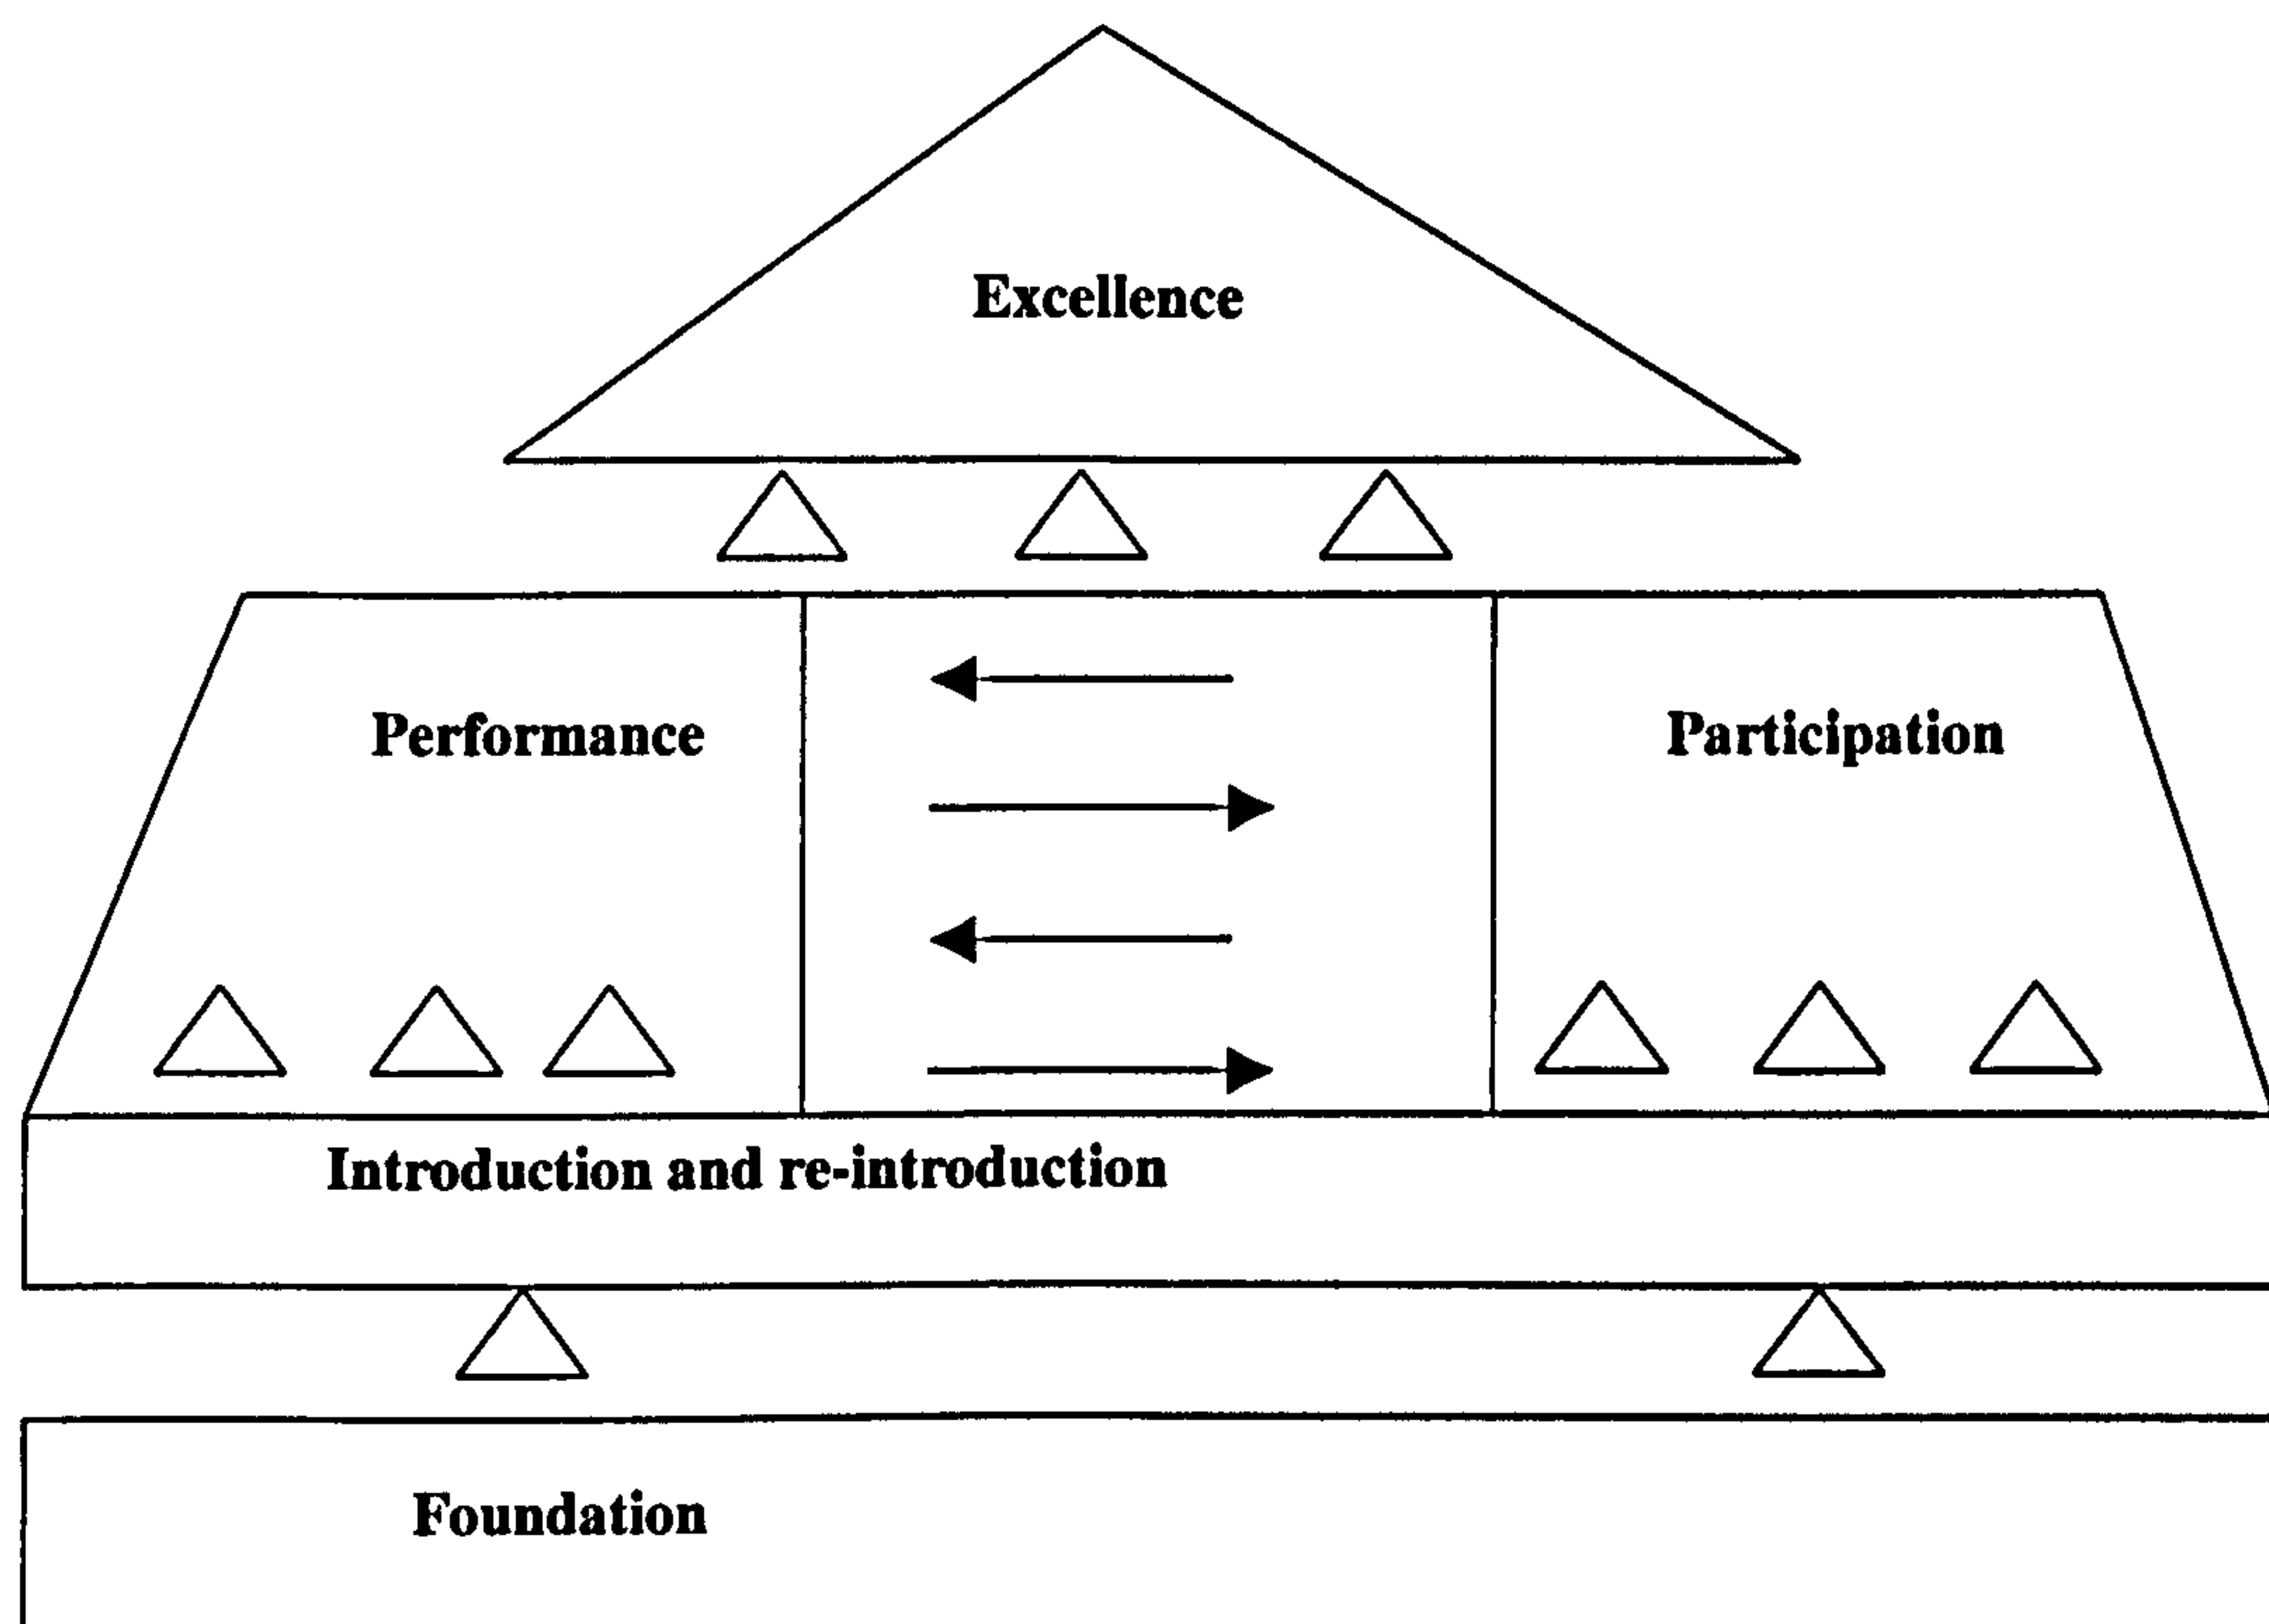 Excellence
Performance
Participation
Introduction and re-introduction
Foundation